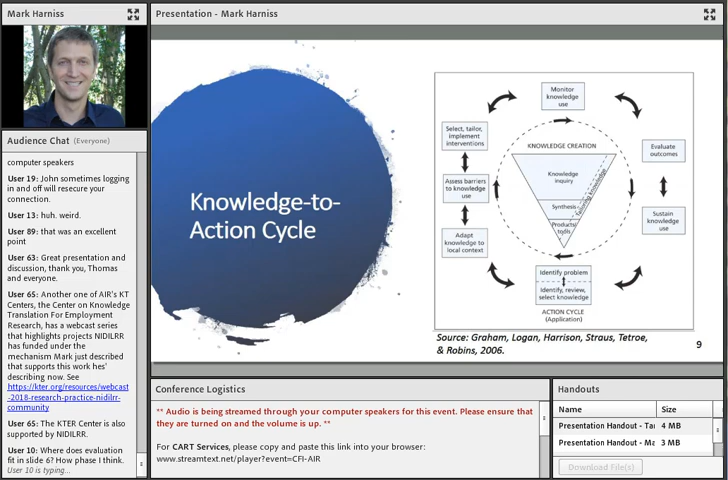 Mark Harniss
Presentation - Mark Harniss
Audience Chat (Everyone)
computer speakers
User 19: John sometimes logging
in and off will resecure your
connection.
User 13: huh. weird.
User 89: that was an excellent
point
User 63: Great presentation and
discussion, thank you, Thomas
and everyone.
User 65: Another one of AIR's KT
Centers, the Center on Knowledge
Translation For Employment
Research, has a webcast series
that highlights projects NIDILRR
has funded under the
mechanism Mark just described
that supports this work hes'
describing now. See
https://kter.org/resources/webcast
-2018-research-practice-nidilrr-
community
User 65: The KTER Center is also
supported by NIDILRR.
User 10: Where does evaluation
fit in slide 6? How phase I think.
User 10 is typing...
Knowledge-to-
Action Cycle
Monitor
knowledge
use
Select, tailor,
implement
interventions
Assess barriers
to knowledge
use
Adapt
knowledge to
local context
Evaluate
outcomes
Sustain
knowledge
use
KNOWLEDGE CREATION
Knowledge
inquiry
Synthesis
Products/
tools
Tailoring knowledge
Identify problem
Identify, review,
select knowledge
ACTION CYCLE
(Application)
Source: Graham, Logan, Harrison, Straus, Tetroe,
& Robins, 2006.
9
Conference Logistics
** Audio is being streamed through your computer speakers for this event. Please ensure that
they are turned on and the volume is up. **
For CART Services, please copy and paste this link into your browser:
www.streamtext.net/player?event=CFI-AIR
Handouts
Name Size
Presentation Handout - Ta 4 MB
Presentation Handout - Ma 3 MB
Download File(s)